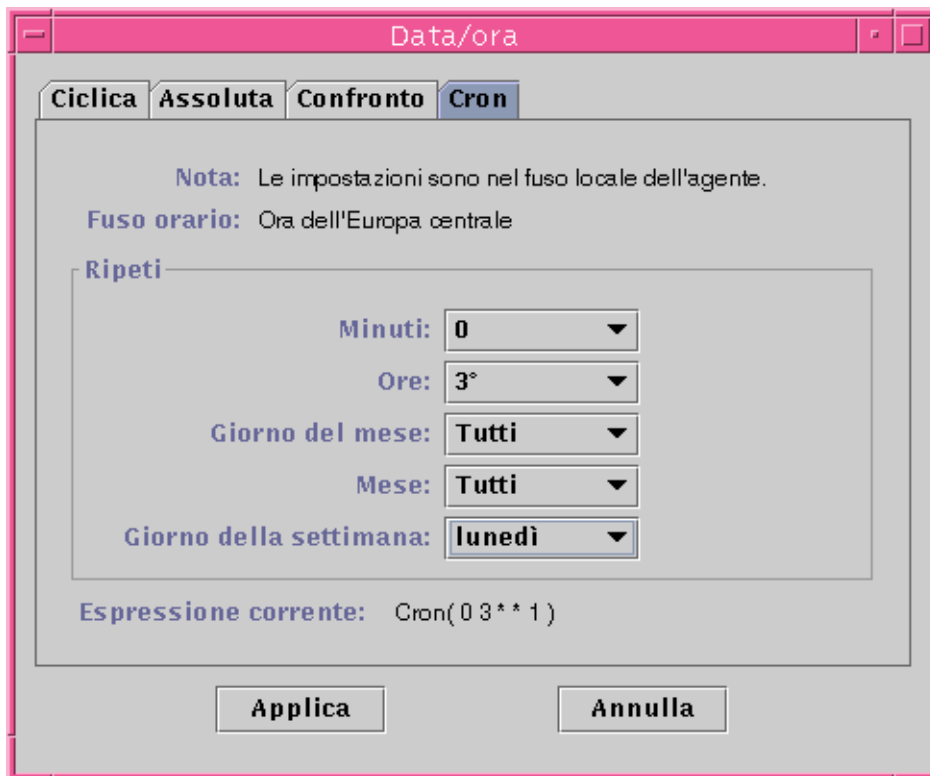 Data/ora
Ciclica Assoluta Confronto Cron
Nota: Le impostazioni sono nel fuso locale dell'agente.
Fuso orario: Ora dell'Europa centrale
Ripeti
Minuti: 0
Ore: 3°
Giorno del mese: Tutti
Mese: Tutti
Giorno della settimana: lunedì
Espressione corrente: Cron( 0 3 * * 1 )
Applica Annulla